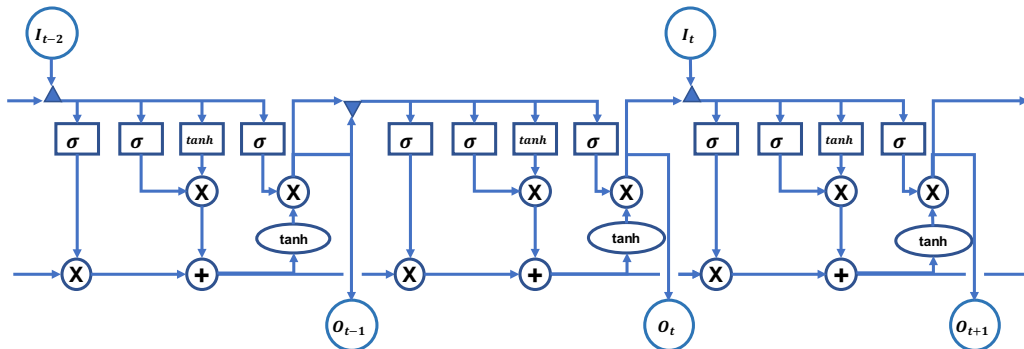 I_{t-2}
I_t
σ σ tanh σ
σ σ tanh σ
σ σ tanh σ
X X
X X
X X
tanh
tanh
tanh
X +
X +
X +
O_{t-1}
O_t
O_{t+1}